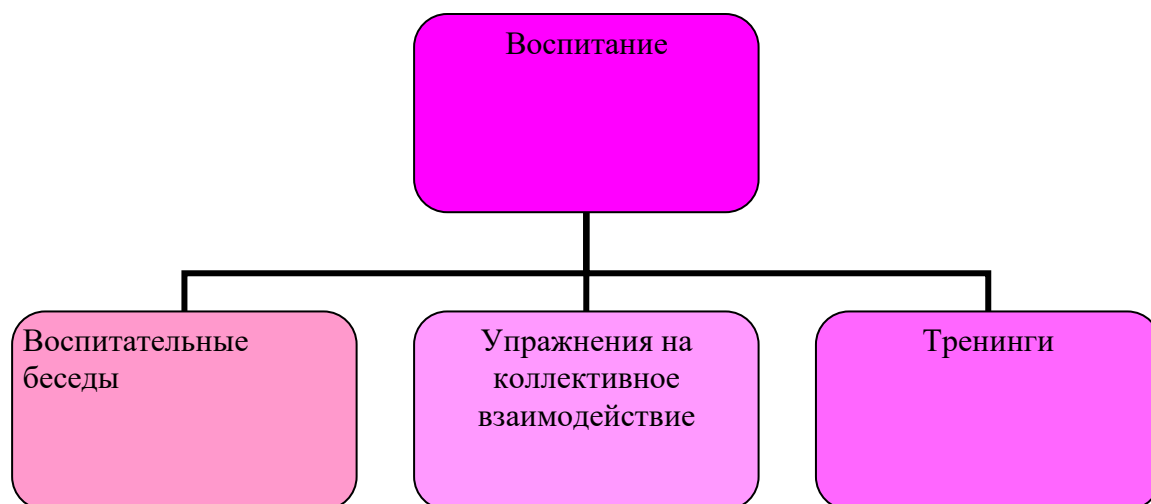 Воспитание
Воспитательные
беседы
Упражнения на
коллективное
взаимодействие
Тренинги